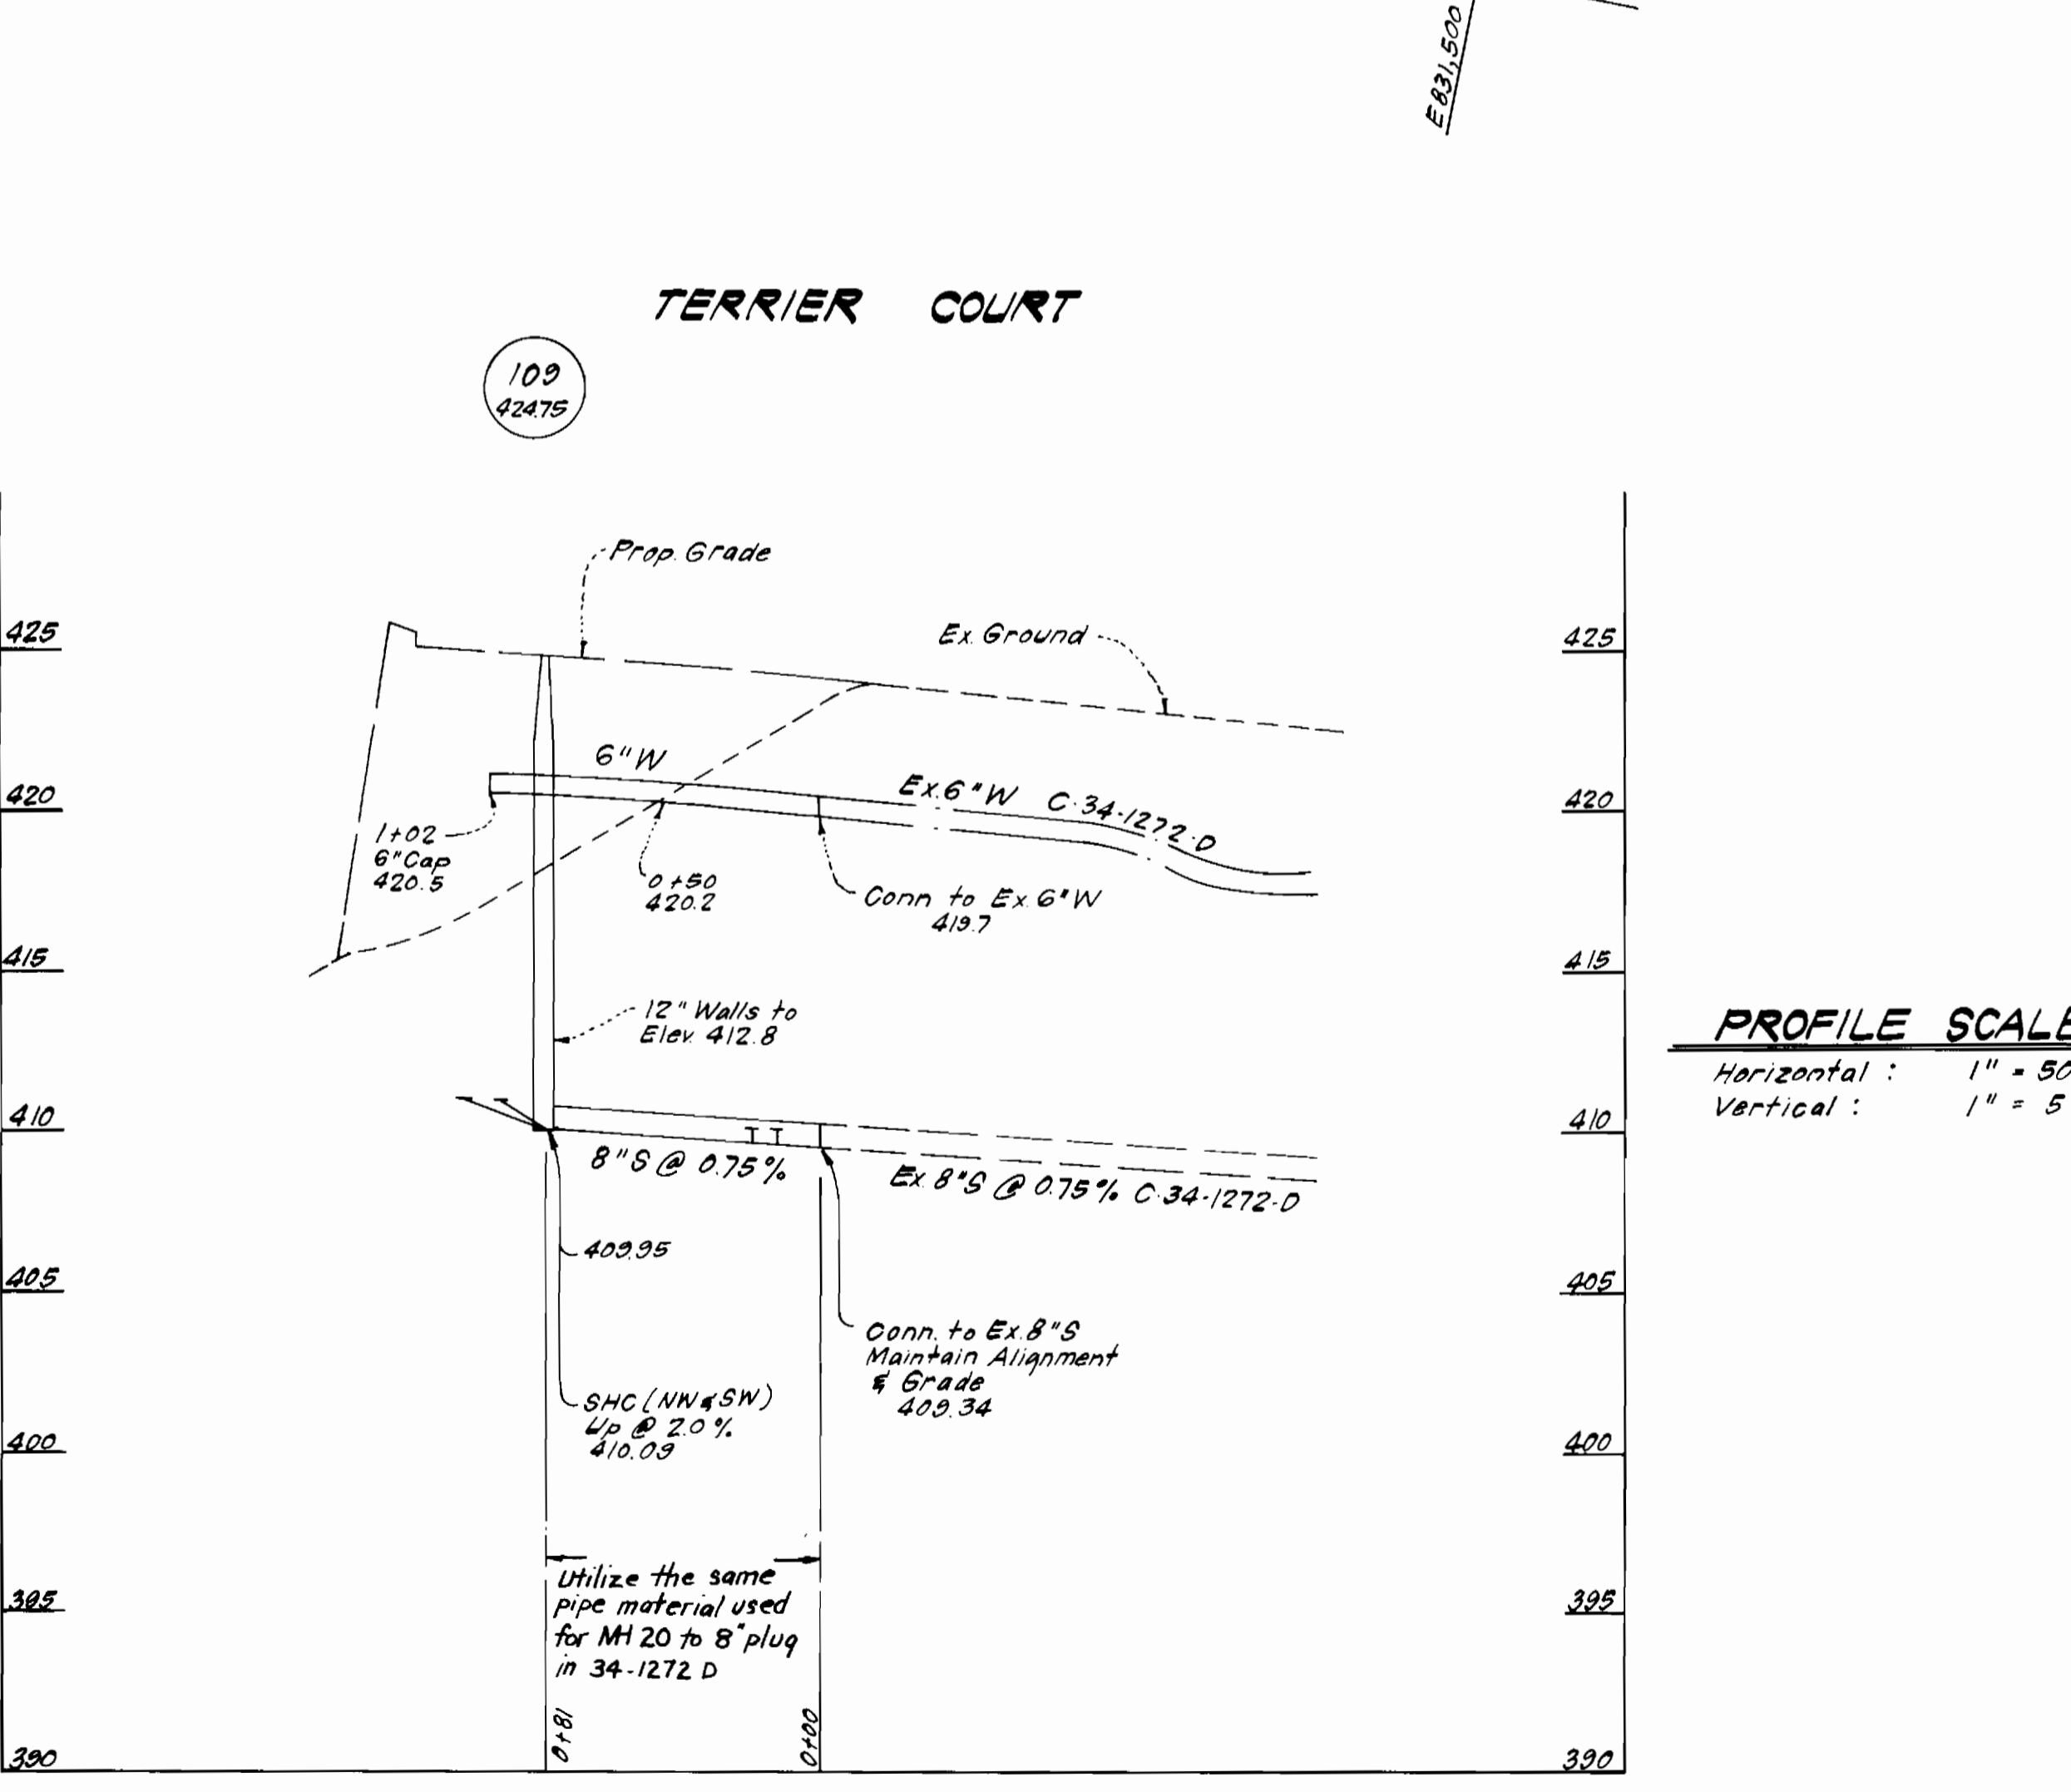 E 831,500
TERRIER COURT
109
424.75
Prop. Grade
Ex. Ground
425
425
6" W
Ex. 6" W C-34-1272-D
420
420
1+02
6" Cap
420.5
0+50
420.2
Conn to Ex. 6" W
419.7
415
415
12" Walls to
Elev. 412.8
PROFILE SCALE
Horizontal : 1" = 50
Vertical : 1" = 5
410
410
8" S @ 0.75%
Ex. 8" S @ 0.75% C-34-1272-D
409.95
405
405
Conn. to Ex. 8" S
Maintain Alignment
& Grade
409.34
SHC (NW & SW)
Up @ 2.0%
410.09
400
400
Utilize the same
pipe material used
for MH 20 to 8" plug
in 34-1272 D
395
395
0+81
0+00
390
390